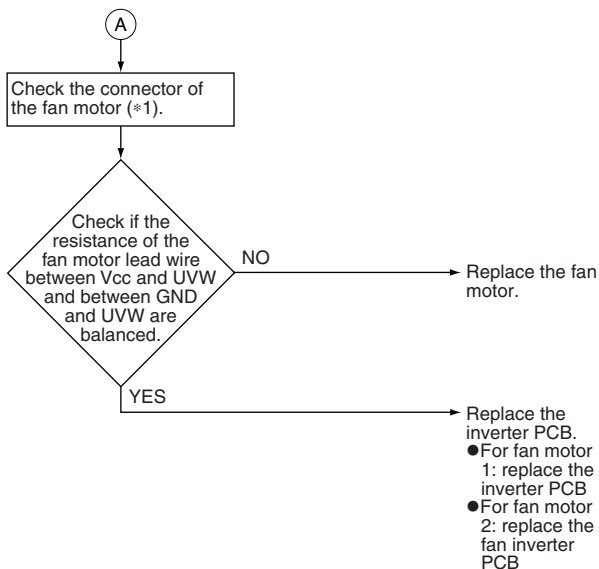 A
Check the connector of
the fan motor (*1).
Check if the
resistance of the
fan motor lead wire
between Vcc and UVW
and between GND
and UVW are
balanced.
NO
Replace the fan
motor.
YES
Replace the
inverter PCB.
●For fan motor
1: replace the
inverter PCB
●For fan motor
2: replace the
fan inverter
PCB